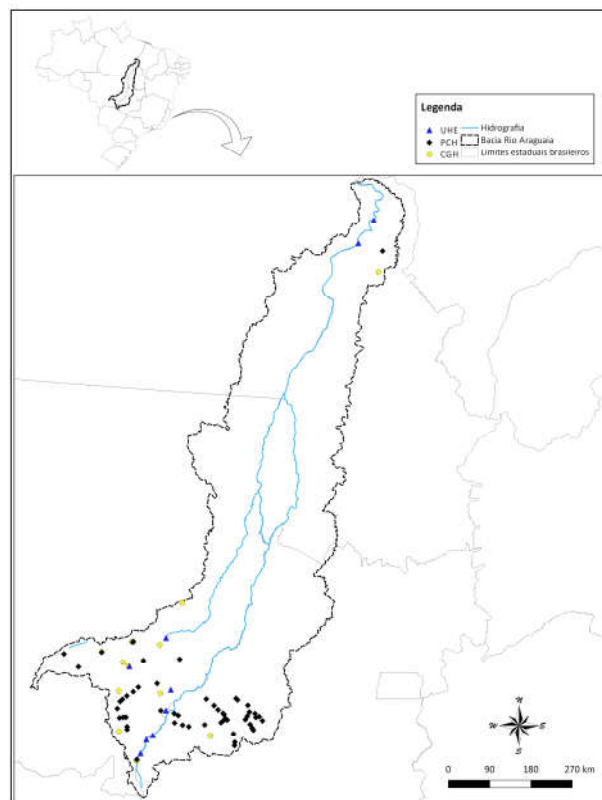 Legenda
UHE Hidrografia
PCH Bacia Rio Araguaia
CGH Limites estaduais brasileiros
N
W S
S
0 90 180 270 km